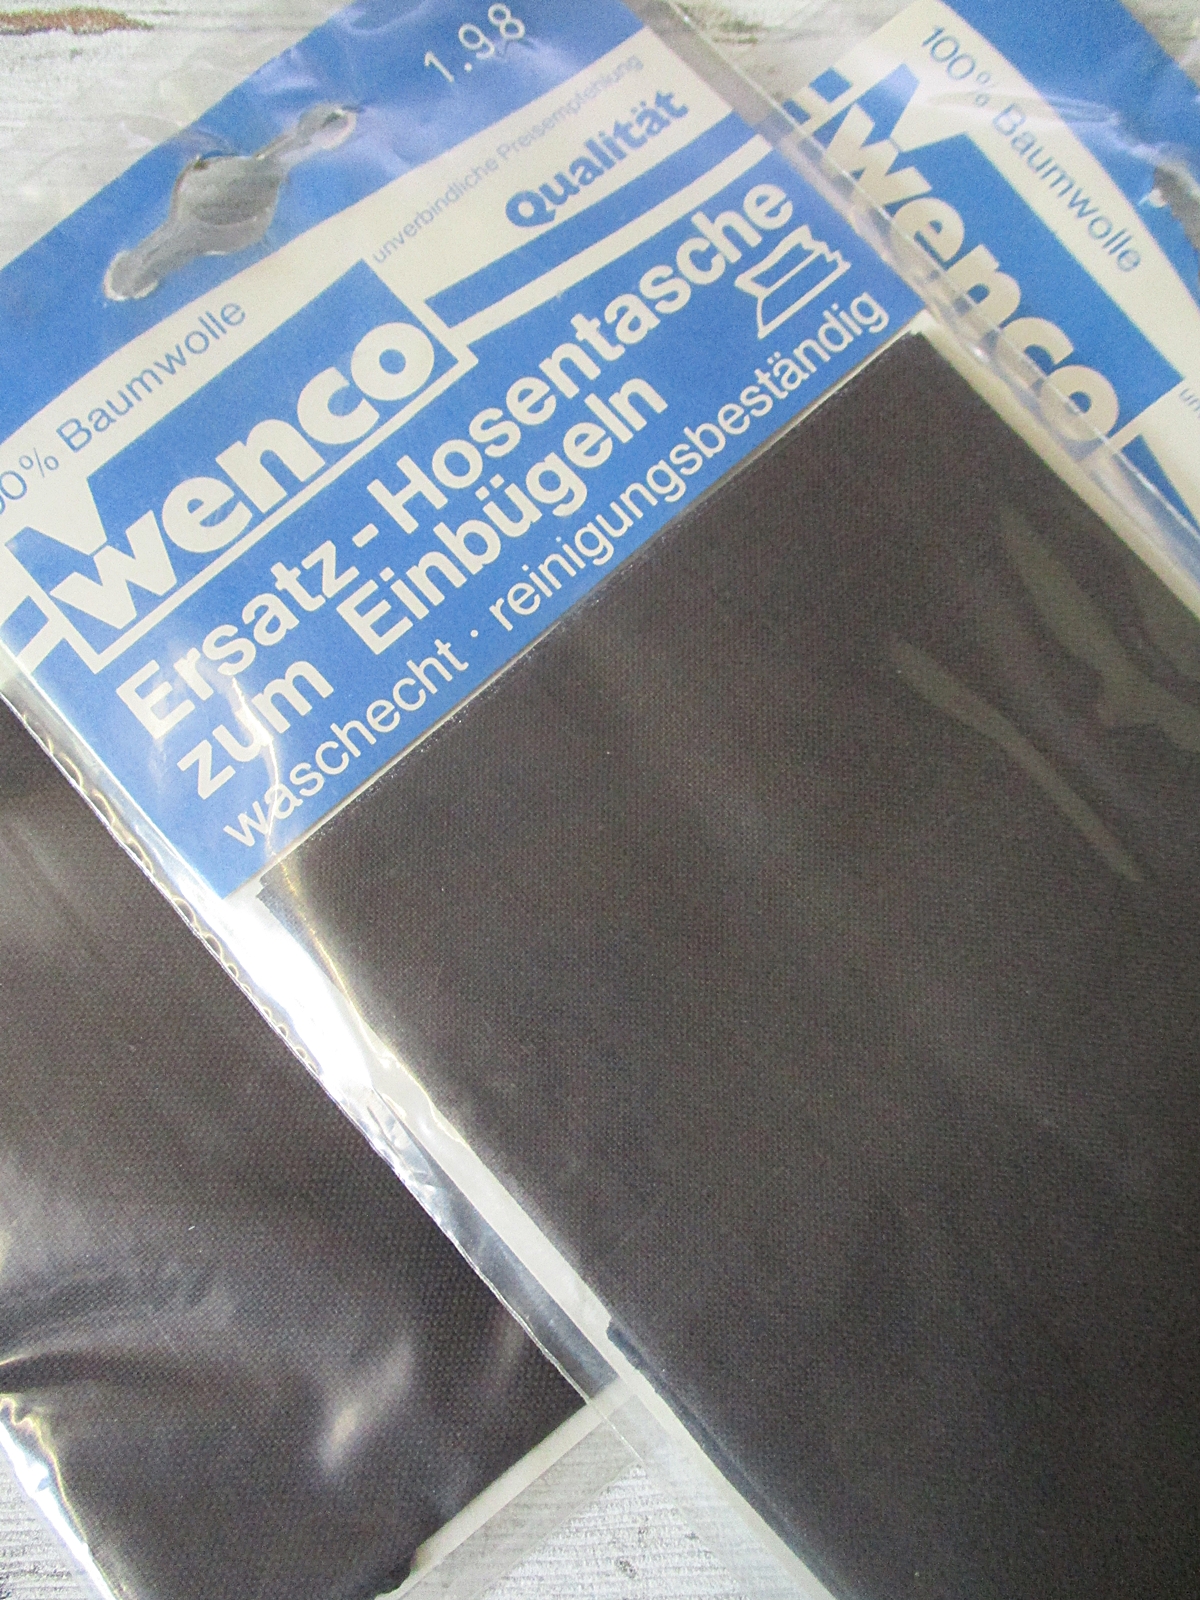 1.98
unverbindliche Preisempfehlung
100% Baumwolle
Qualität
wenco
Ersatz-Hosentasche
zum Einbügeln
waschecht · reinigungsbeständig
100% Baumwolle
wenco